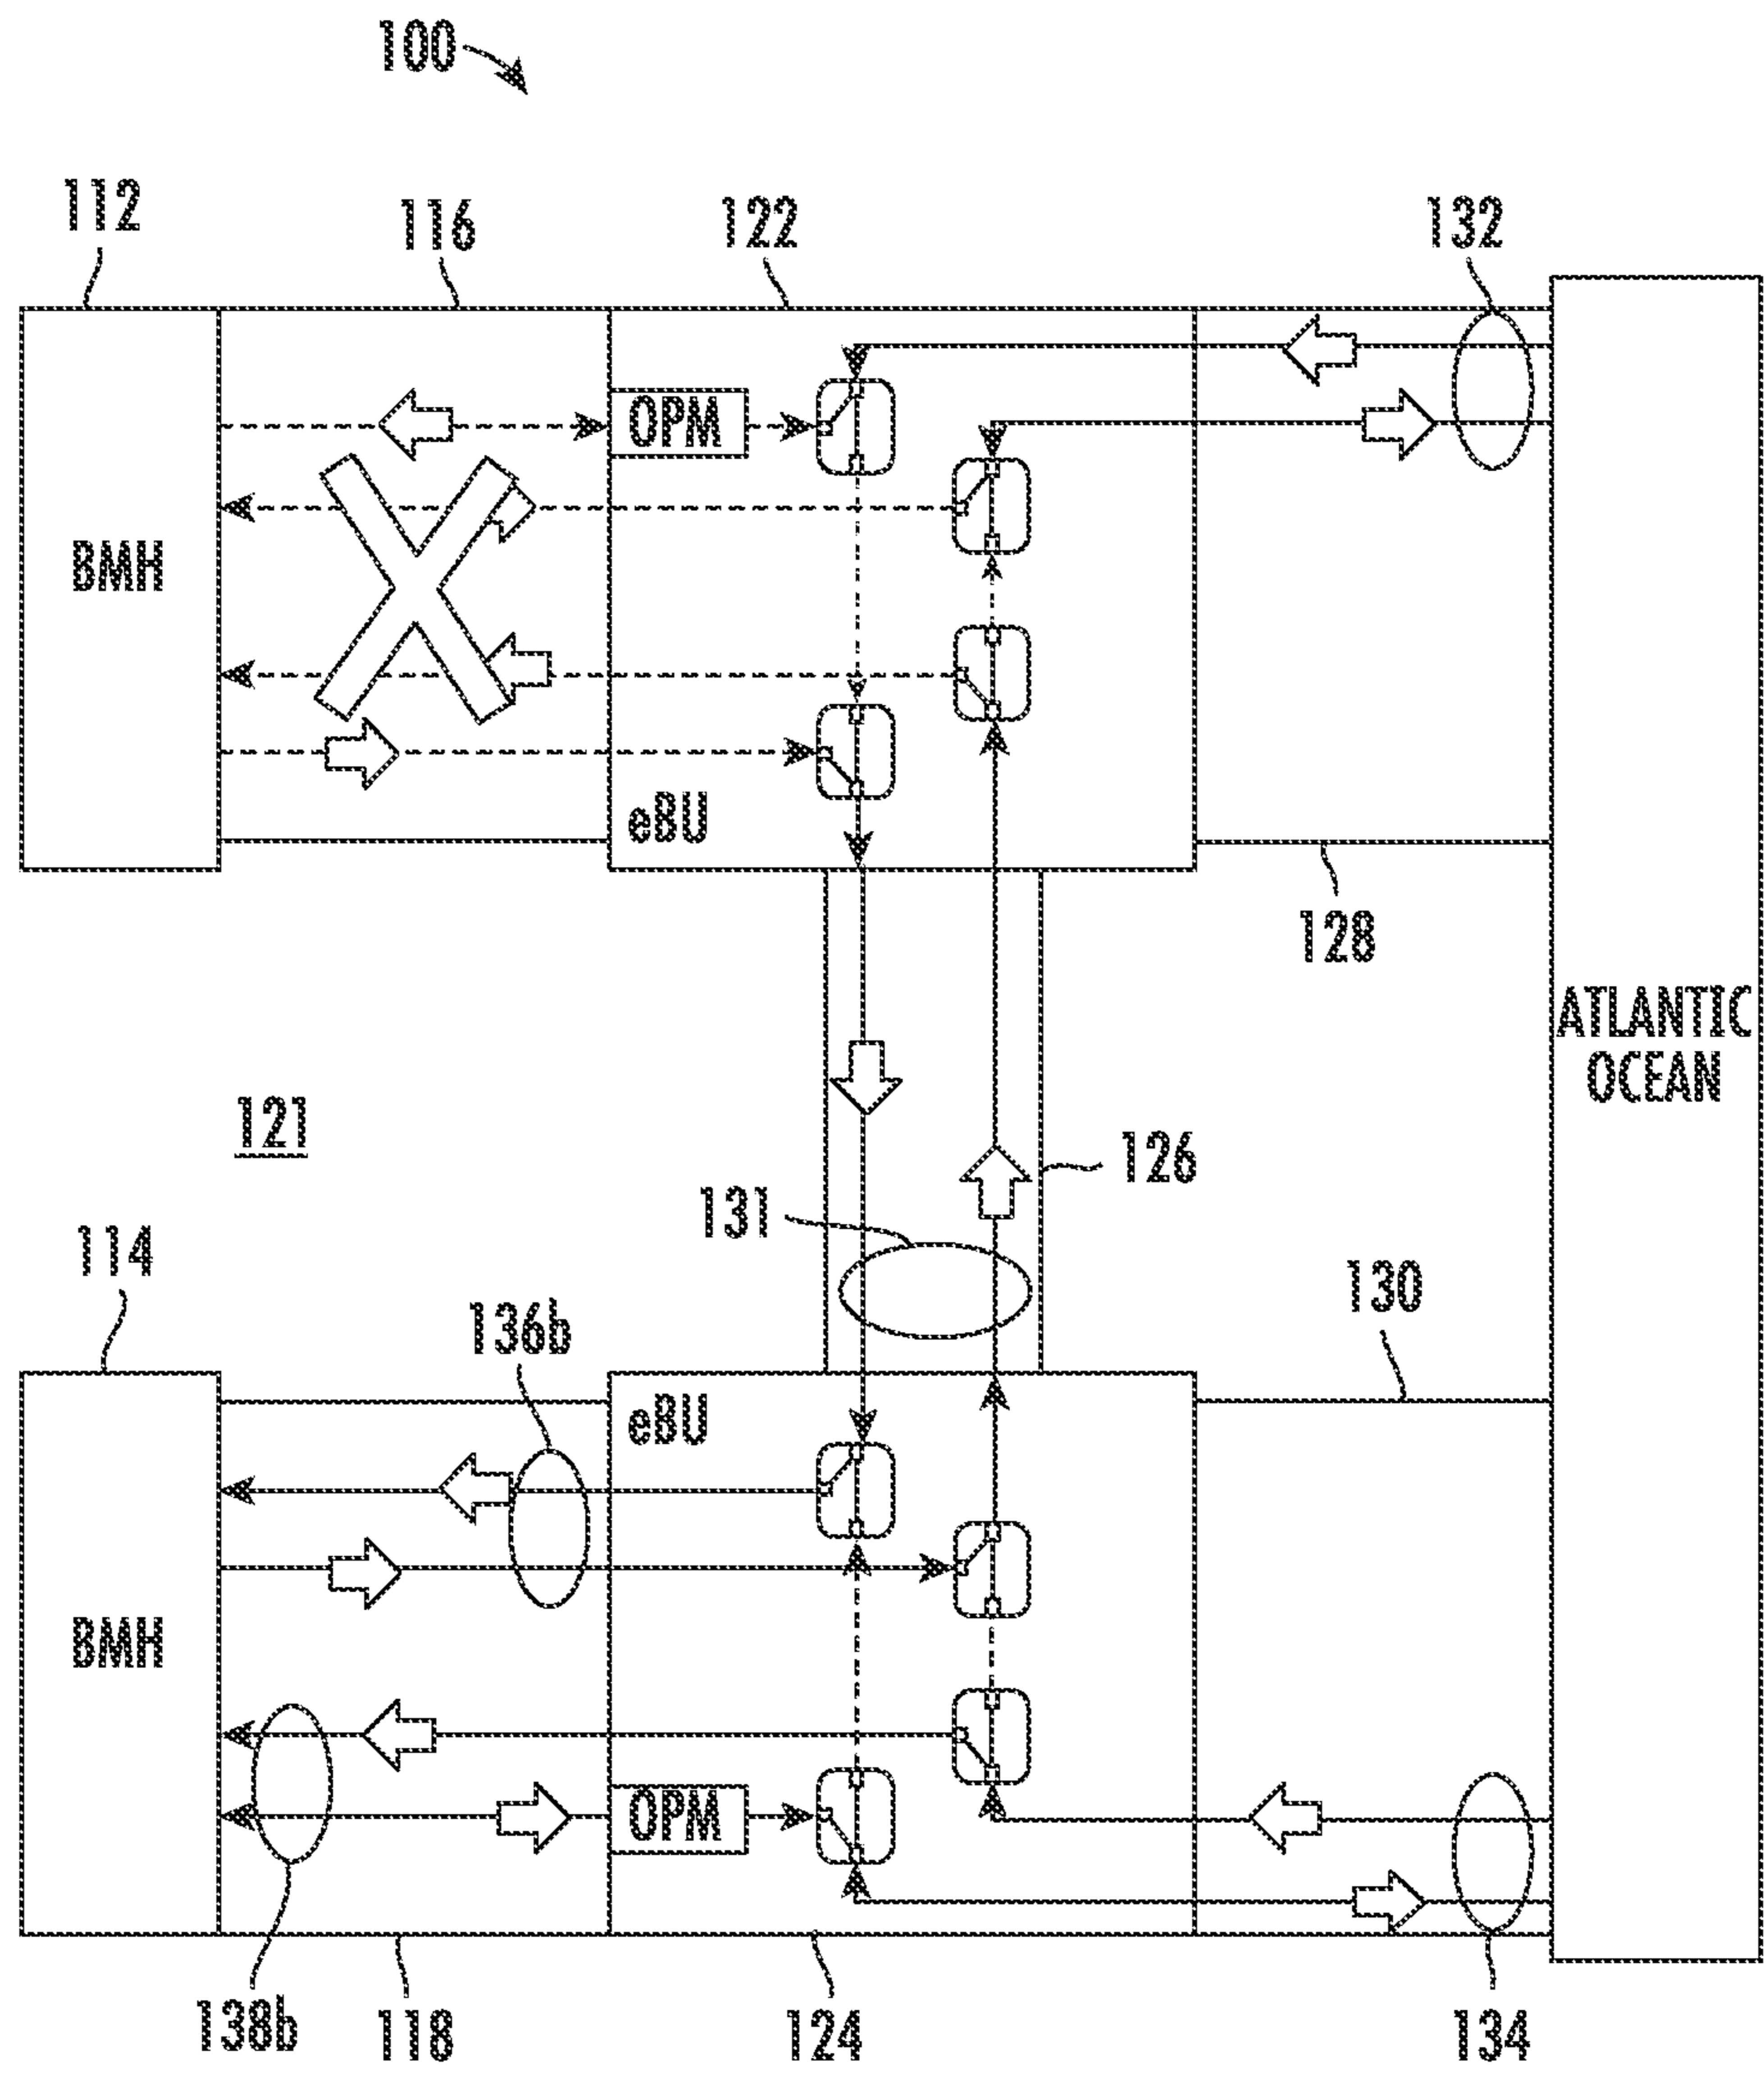 100
112
116
122
132
OPM
BMH
eBU
128
ATLANTIC
OCEAN
121
126
131
114
130
136b
eBU
BMH
OPM
138b
118
124
134